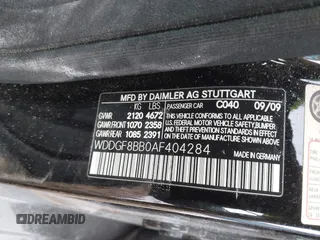 MFD BY DAIMLER AG STUTTGART
KG LBS PASSENGER CAR C040 09/09
GVWR 2120 4672
GAWR FRONT 1070 2358
GAWR REAR 1085 2391
THIS VEHICLE CONFORMS TO ALL APPLICABLE U.S. FEDERAL MOTOR VEHICLE SAFETY, BUMPER AND THEFT PREVENTION STANDARDS IN EFFECT ON THE DATE OF MANUFACTURE SHOWN ABOVE
WDDGF8BB0AF404284
MADE IN GERMANY
DREAMBID